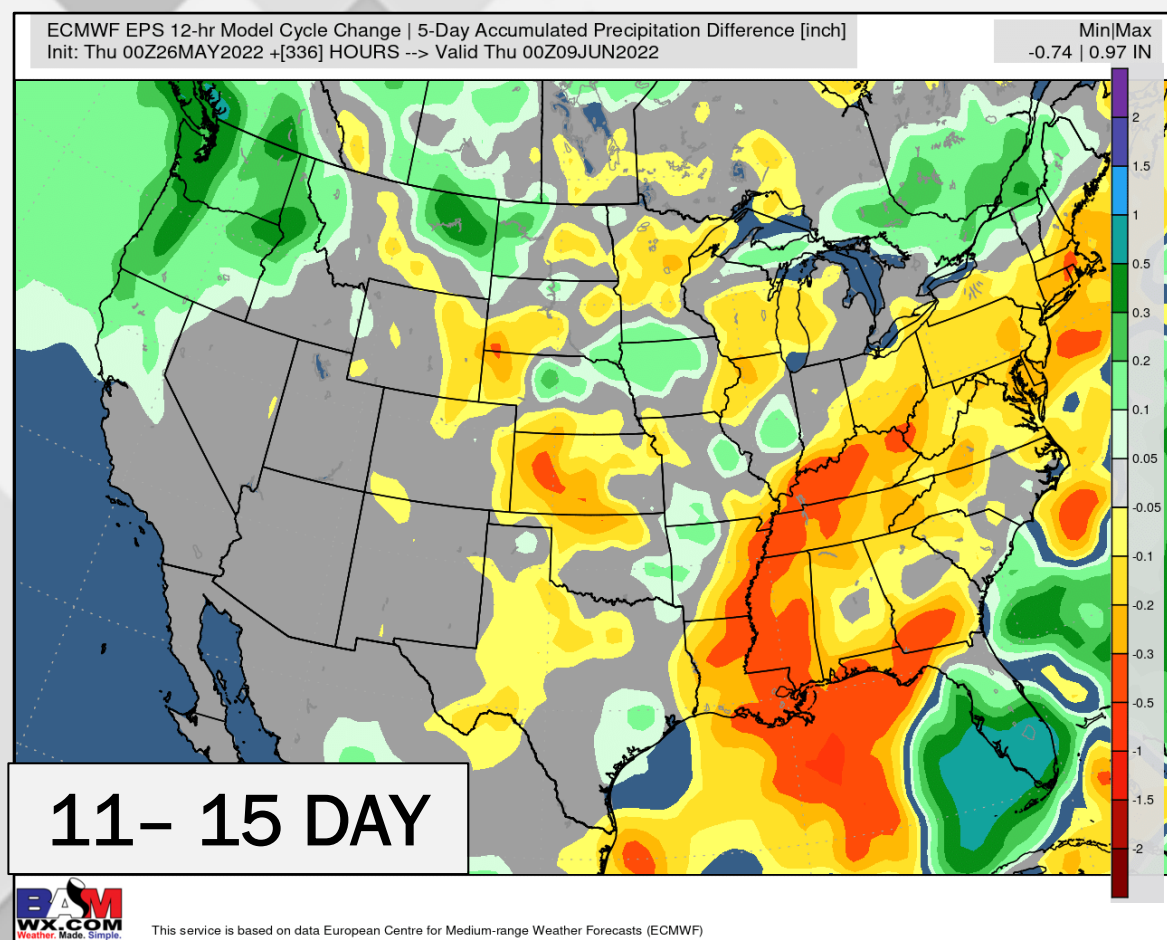 ECMWF EPS 12-hr Model Cycle Change | 5-Day Accumulated Precipitation Difference [inch]
Init: Thu 00Z26MAY2022 +[336] HOURS --> Valid Thu 00Z09JUN2022
Min|Max
-0.74 | 0.97 IN
2
1.5
1
0.5
0.3
0.2
0.1
0.05
-0.05
-0.1
-0.2
-0.3
-0.5
-1
-1.5
-2
11– 15 DAY
BAM
WX.COM
Weather. Made. Simple.
This service is based on data European Centre for Medium-range Weather Forecasts (ECMWF)